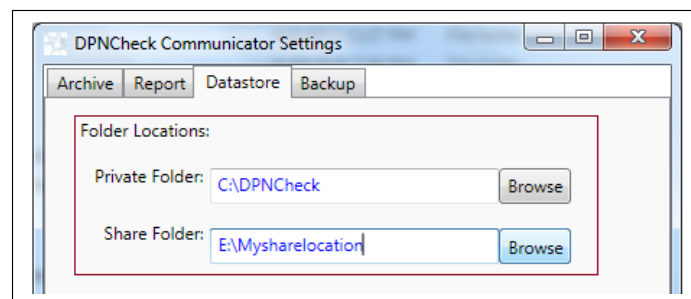 DPNCheck Communicator Settings
Archive Report Datastore Backup
Folder Locations:
Private Folder: C:\DPNCheck Browse
Share Folder: E:\Mysharelocation Browse